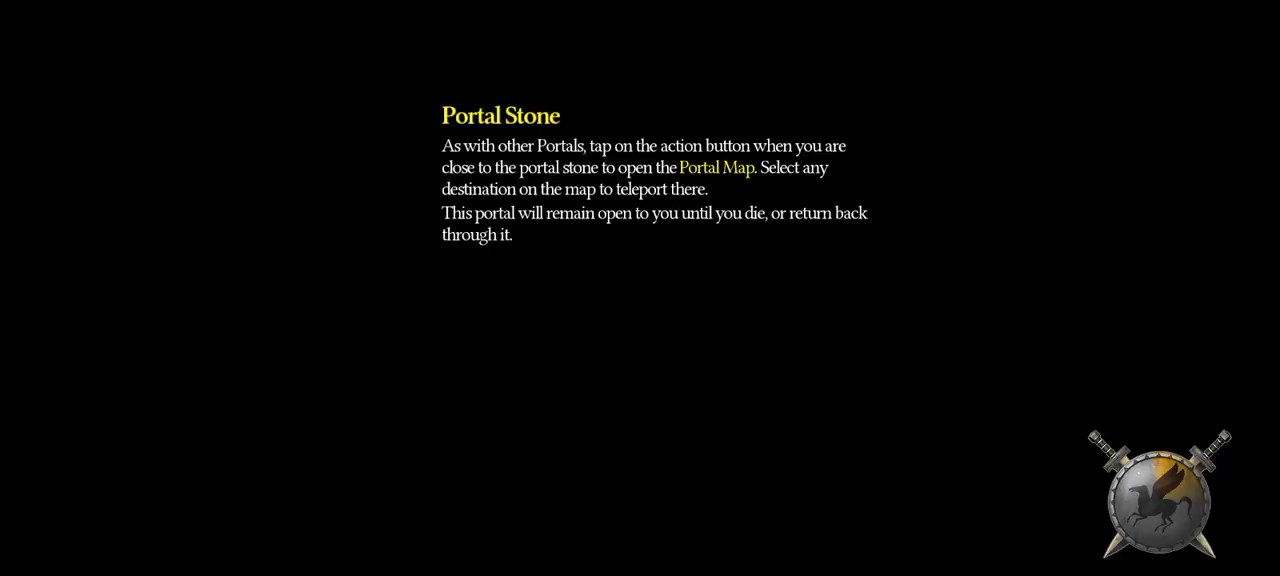 Portal Stone
As with other Portals, tap on the action button when you are
close to the portal stone to open the Portal Map. Select any
destination on the map to teleport there.
This portal will remain open to you until you die, or return back
through it.